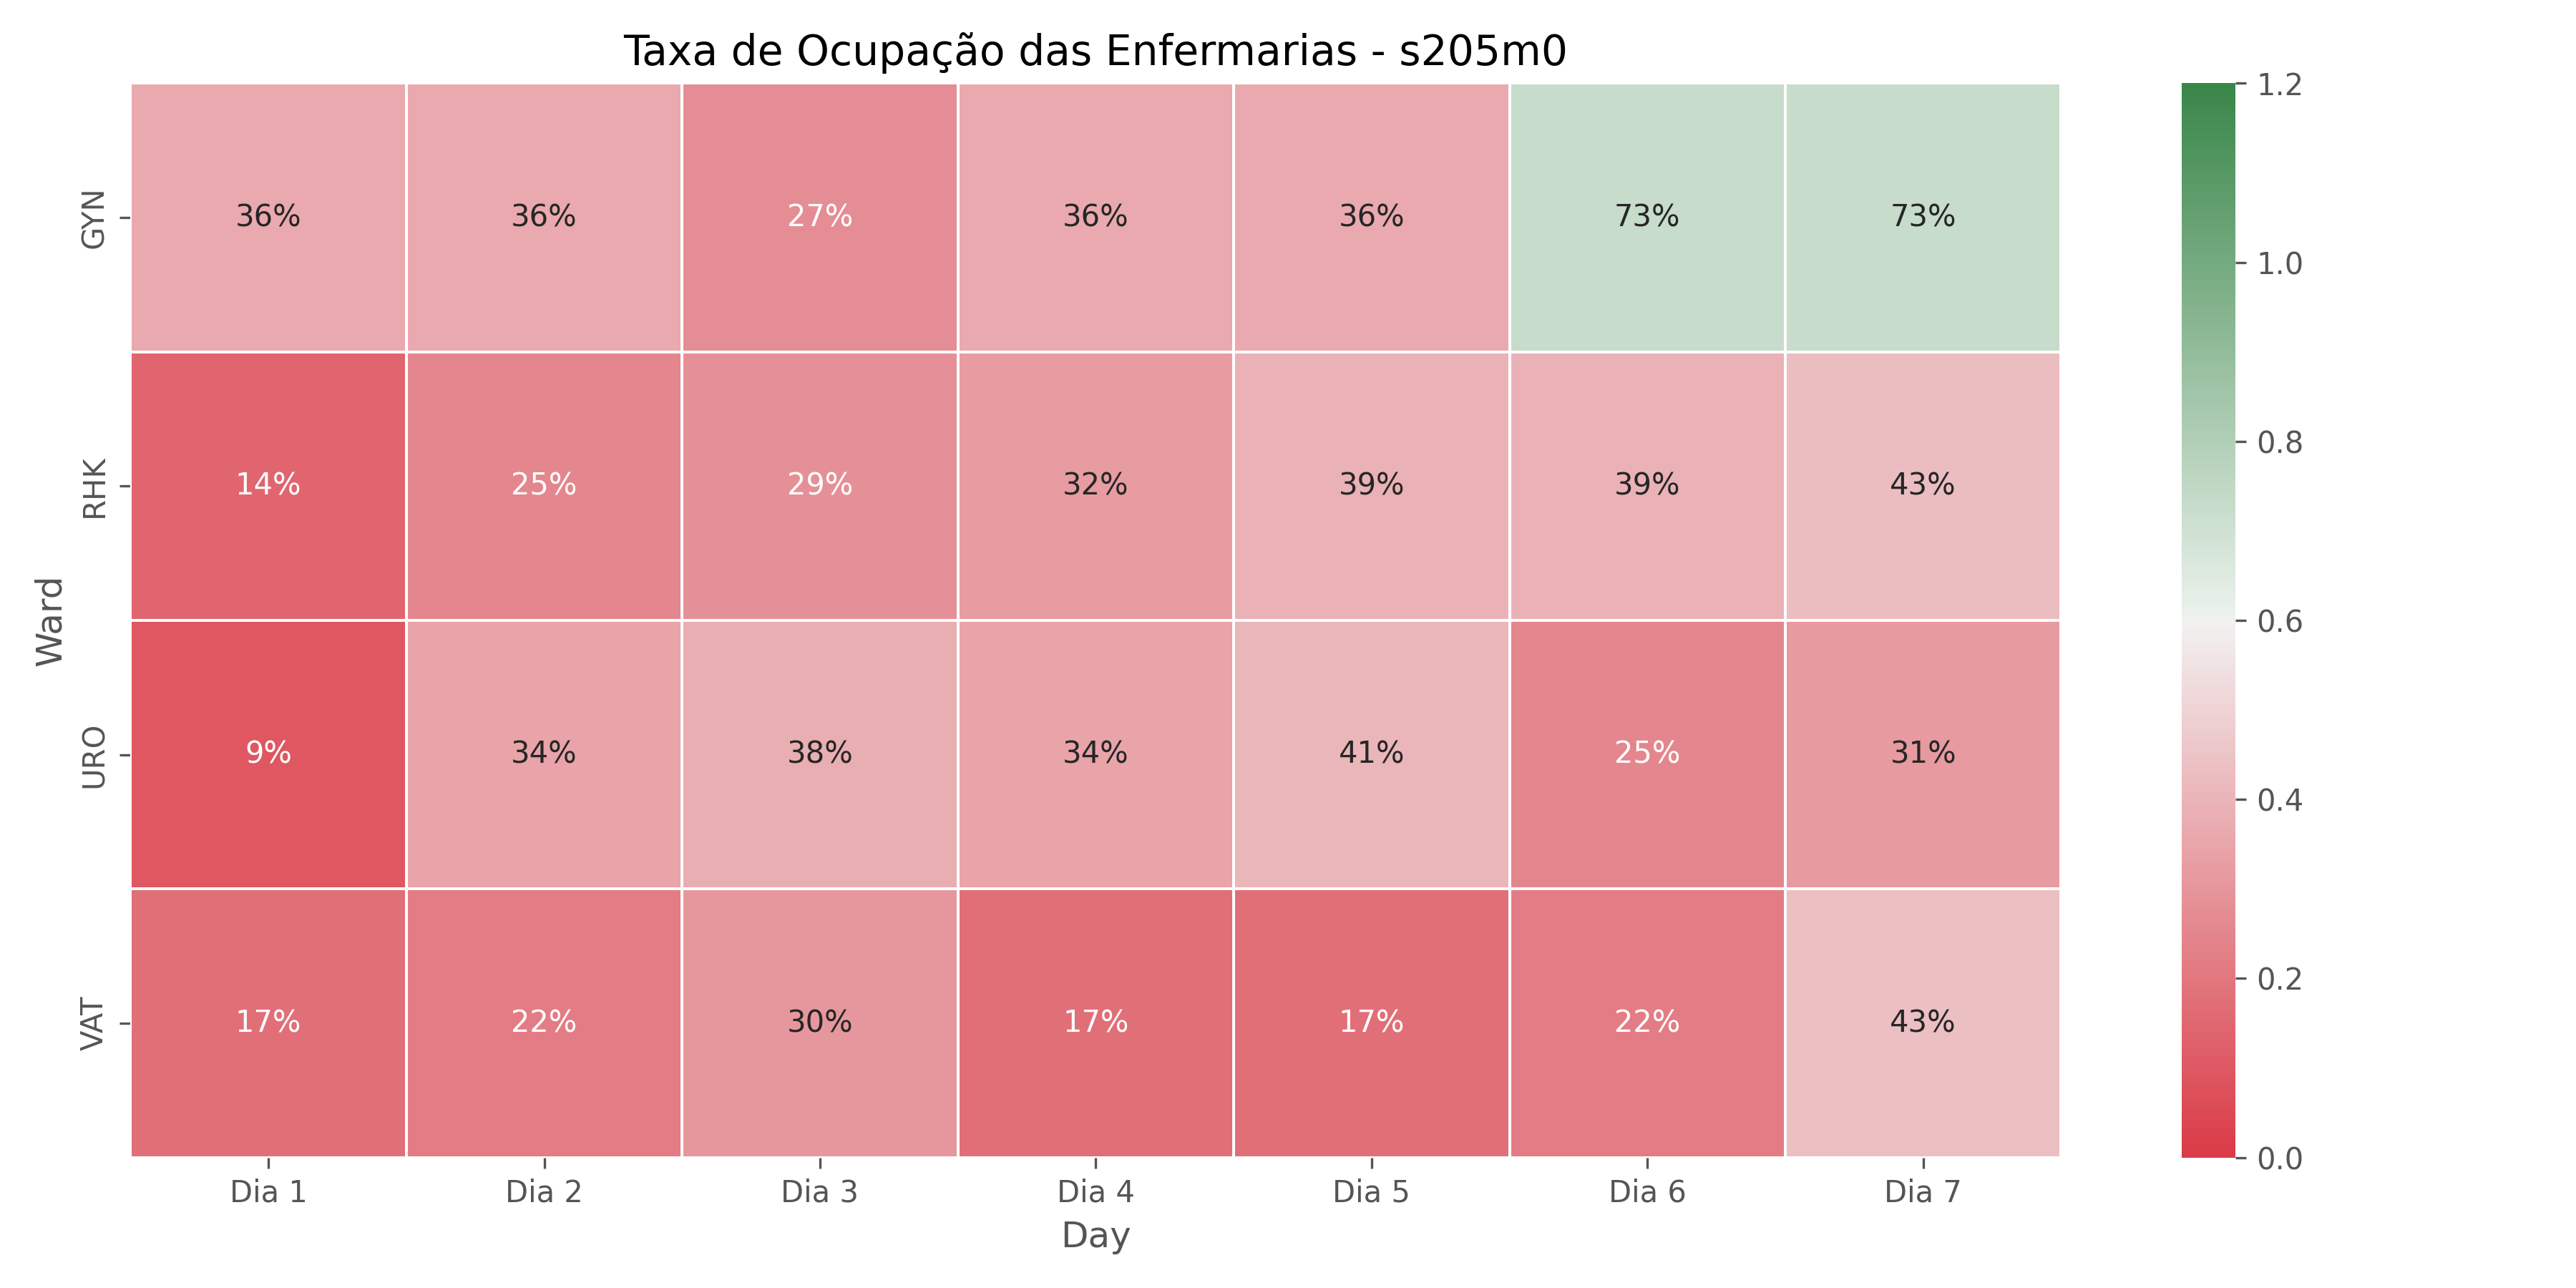 Taxa de Ocupação das Enfermarias - s205m0
Ward
GYN 36% 36% 27% 36% 36% 73% 73%
RHK 14% 25% 29% 32% 39% 39% 43%
URO 9% 34% 38% 34% 41% 25% 31%
VAT 17% 22% 30% 17% 17% 22% 43%
Dia 1 Dia 2 Dia 3 Dia 4 Dia 5 Dia 6 Dia 7
Day
1.2
1.0
0.8
0.6
0.4
0.2
0.0